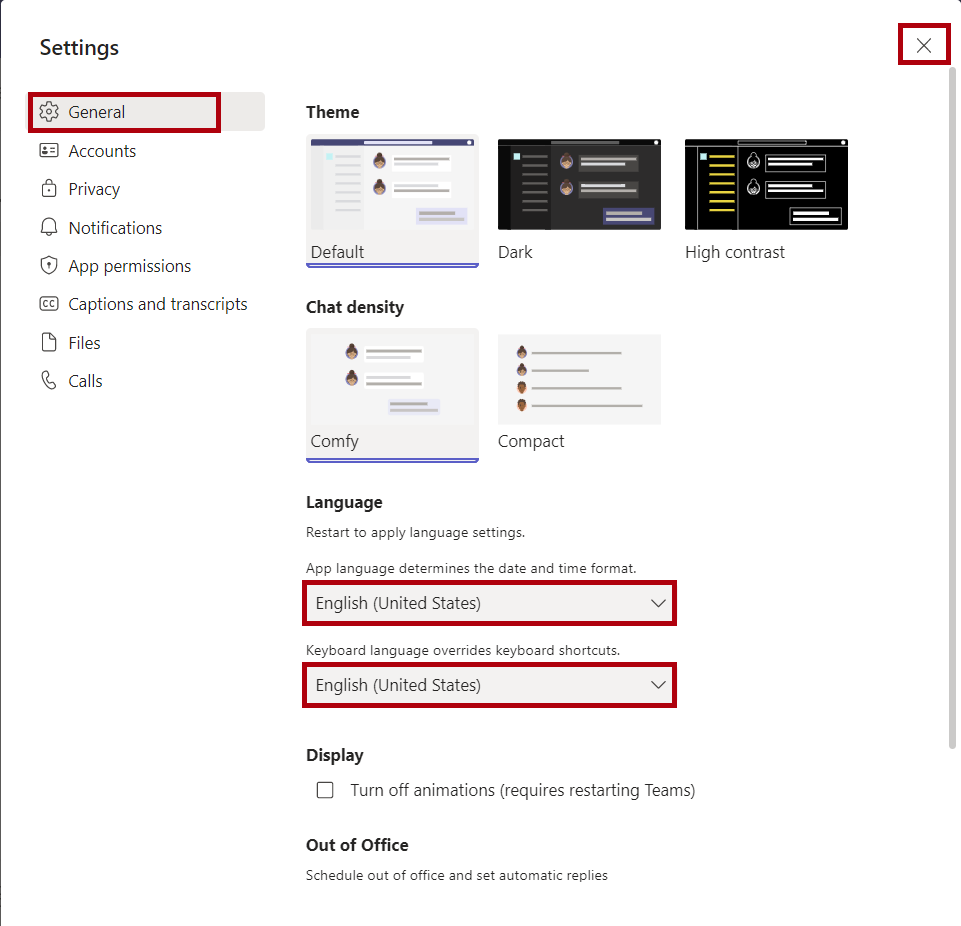 Settings
General
Accounts
Privacy
Notifications
App permissions
CC Captions and transcripts
Files
Calls
Theme
Default
Dark
High contrast
Chat density
Comfy
Compact
Language
Restart to apply language settings.
App language determines the date and time format.
English (United States)
Keyboard language overrides keyboard shortcuts.
English (United States)
Display
Turn off animations (requires restarting Teams)
Out of Office
Schedule out of office and set automatic replies